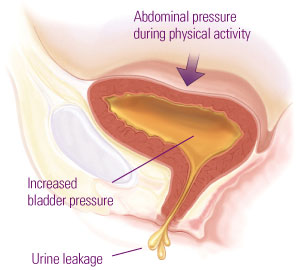 Abdominal pressure
during physical activity
Increased
bladder pressure
Urine leakage